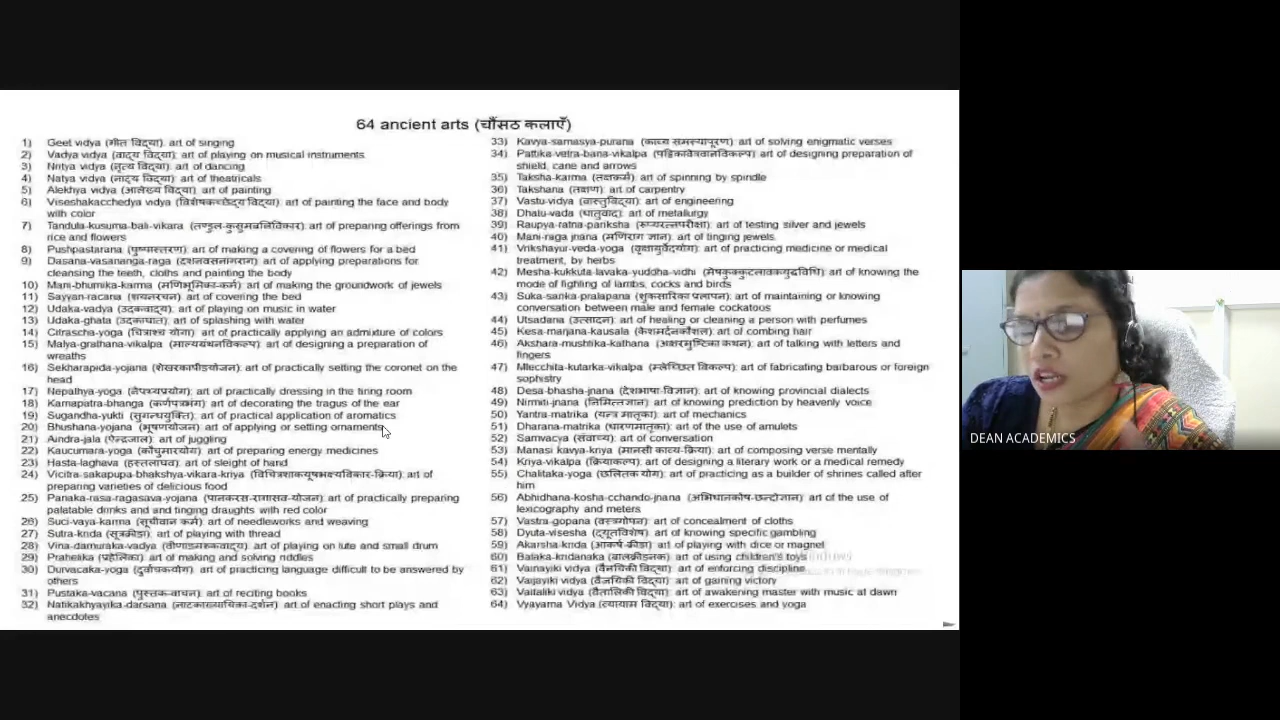 64 ancient arts (चौंसठ कलाएँ)
1) Geet vidya (गीत विद्या): art of singing
2) Vadya vidya (वाद्य विद्या): art of playing on musical instruments
3) Nritya vidya (नृत्य विद्या): art of dancing
4) Natya vidya (नाट्य विद्या): art of theatricals
5) Alekhya vidya (आलेख्य विद्या): art of painting
6) Viseshakacchedya vidya (विशेषकच्छेद्य विद्या): art of painting the face and body
with color
7) Tandula-kusuma-bali-vikara (तण्डुल-कुसुमबलिविकार): art of preparing offerings from
rice and flowers
8) Pushpastarana (पुष्पास्तरण): art of making a covering of flowers for a bed
9) Dasana-vasananga-raga (दशनवसनांगराग): art of applying preparations for
cleansing the teeth, cloths and painting the body
10) Mani-bhumika-karma (मणिभूमिका-कर्म): art of making the groundwork of jewels
11) Sayyan-racana (शयनरचन): art of covering the bed
12) Udaka-vadya (उदकवाद्य): art of playing on music in water
13) Udaka-ghata (उदकाघात): art of splashing with water
14) Citrascha-yoga (चित्राश्च योगा): art of practically applying an admixture of colors
15) Malya-grathana-vikalpa (माल्यग्रंथनविकल्प): art of designing a preparation of
wreaths
16) Sekharapida-yojana (शेखरकापीडयोजन): art of practically setting the coronet on the
head
17) Nepathya-yoga (नेपथ्यप्रयोग): art of practically dressing in the tiring room
18) Karnapatra-bhanga (कर्णपत्रभंग): art of decorating the tragus of the ear
19) Sugandha-yukti (सुगन्धयुक्ति): art of practical application of aromatics
20) Bhushana-yojana (भूषणयोजन): art of applying or setting ornaments
21) Aindra-jala (ऐन्द्रजाल): art of juggling
22) Kaucumara-yoga (कौचुमारयोग): art of preparing energy medicines
23) Hasta-laghava (हस्तलाघव): art of sleight of hand
24) Vicitra-sakapupa-bhakshya-vikara-kriya (विचित्रशाकयूषभक्ष्यविकार-क्रिया): art of
preparing varieties of delicious food
25) Panaka-rasa-ragasava-yojana (पानकरस-रागासव-योजन): art of practically preparing
palatable drinks and and tinging draughts with red color
26) Suci-vaya-karma (सूचीवान कर्म): art of needleworks and weaving
27) Sutra-krida (सूत्रक्रीडा): art of playing with thread
28) Vina-damuraka-vadya (वीणाडमरुकवाद्य): art of playing on lute and small drum
29) Prahelika (प्रहेलिका): art of making and solving riddles
30) Durvacaka-yoga (दुर्वाचकयोग): art of practicing language difficult to be answered by
others
31) Pustaka-vacana (पुस्तक-वाचन): art of reciting books
32) Natikakhyayika-darsana (नाटकाख्यायिका-दर्शन): art of enacting short plays and
anecdotes
33) Kavya-samasya-purana (काव्य समस्यापूरण): art of solving enigmatic verses
34) Pattika-vetra-bana-vikalpa (पट्टिकावेत्रवानविकल्प): art of designing preparation of
shield, cane and arrows
35) Taksha-karma (तक्षकर्म): art of spinning by spindle
36) Takshana (तक्षण): art of carpentry
37) Vastu-vidya (वास्तुविद्या): art of engineering
38) Dhatu-vada (धातुवाद): art of metallurgy
39) Raupya-ratna-pariksha (रूप्यरत्नपरीक्षा): art of testing silver and jewels
40) Mani-raga jnana (मणिराग ज्ञान): art of tinging jewels
41) Vrikshayur-veda-yoga (वृक्षायुर्वेदयोग): art of practicing medicine or medical
treatment, by herbs
42) Mesha-kukkuta-lavaka-yuddha-vidhi (मेषकुक्कुटलावकयुद्धविधि): art of knowing the
mode of fighting of lambs, cocks and birds
43) Suka-sarika-pralapana (शुकसारिका प्रलापन): art of maintaining or knowing
conversation between male and female cockatoos
44) Utsadana (उत्सादन): art of healing or cleaning a person with perfumes
45) Kesa-marjana-kausala (केशमर्दनकौशल): art of combing hair
46) Akshara-mushtika-kathana (अक्षरमुष्टिका कथन): art of talking with letters and
fingers
47) Mlecchita-kutarka-vikalpa (म्लेच्छित विकल्प): art of fabricating barbarous or foreign
sophistry
48) Desa-bhasha-jnana (देशभाषा-विज्ञान): art of knowing provincial dialects
49) Nirmiti-jnana (निमित्तज्ञान): art of knowing prediction by heavenly voice
50) Yantra-matrika (यन्त्र मातृका): art of mechanics
51) Dharana-matrika (धारणमातृका): art of the use of amulets
52) Samvacya (संवाच्य): art of conversation
53) Manasi kavya-kriya (मानसी काव्य-क्रिया): art of composing verse mentally
54) Kriya-vikalpa (क्रियाकल्प): art of designing a literary work or a medical remedy
55) Chalitaka-yoga (छलितक योग): art of practicing as a builder of shrines called after
him
56) Abhidhana-kosha-cchando-jnana (अभिधानकोष-छन्दोज्ञान): art of the use of
lexicography and meters
57) Vastra-gopana (वस्त्रगोपन): art of concealment of cloths
58) Dyuta-visesha (द्यूतविशेष): art of knowing specific gambling
59) Akarsha-krida (आकर्ष-क्रीडा): art of playing with dice or magnet
60) Balaka-kridanaka (बालक्रीडनक): art of using children's toys
61) Vainayiki vidya (वैनयिकी विद्या): art of enforcing discipline
62) Vaijayiki vidya (वैजयिकी विद्या): art of gaining victory
63) Vaitaliki vidya (वैतालिकी विद्या): art of awakening master with music at dawn
64) Vyayama Vidya (व्यायाम विद्या): art of exercises and yoga
DEAN ACADEMICS